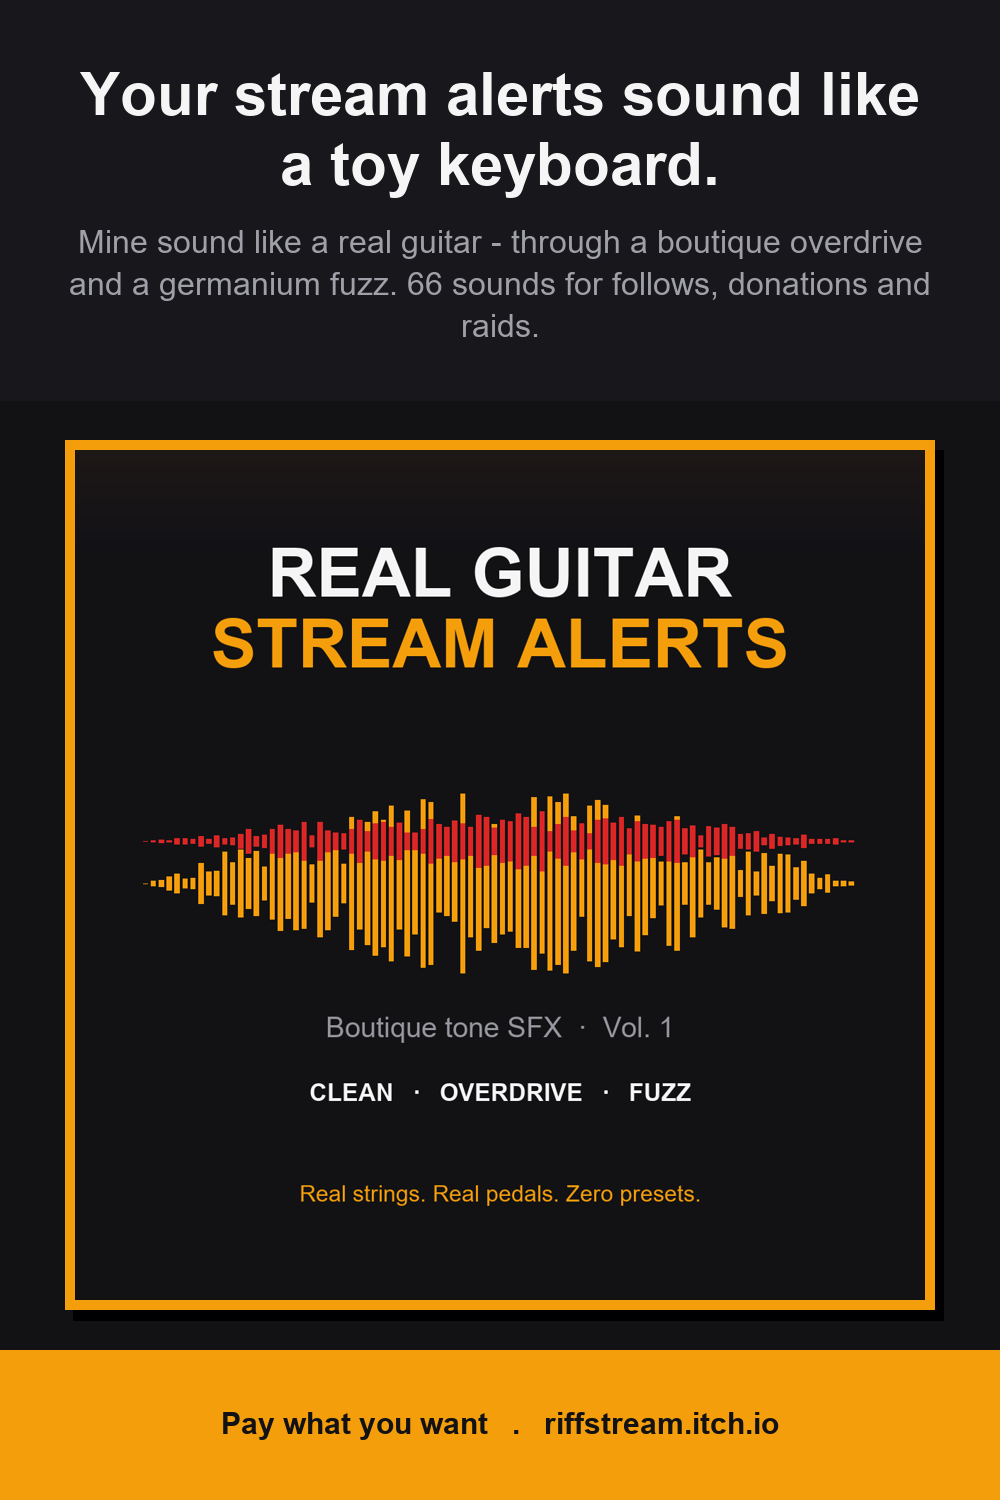 Your stream alerts sound like
a toy keyboard.
Mine sound like a real guitar - through a boutique overdrive
and a germanium fuzz. 66 sounds for follows, donations and
raids.
REAL GUITAR
STREAM ALERTS
Boutique tone SFX · Vol. 1
CLEAN · OVERDRIVE · FUZZ
Real strings. Real pedals. Zero presets.
Pay what you want . riffstream.itch.io